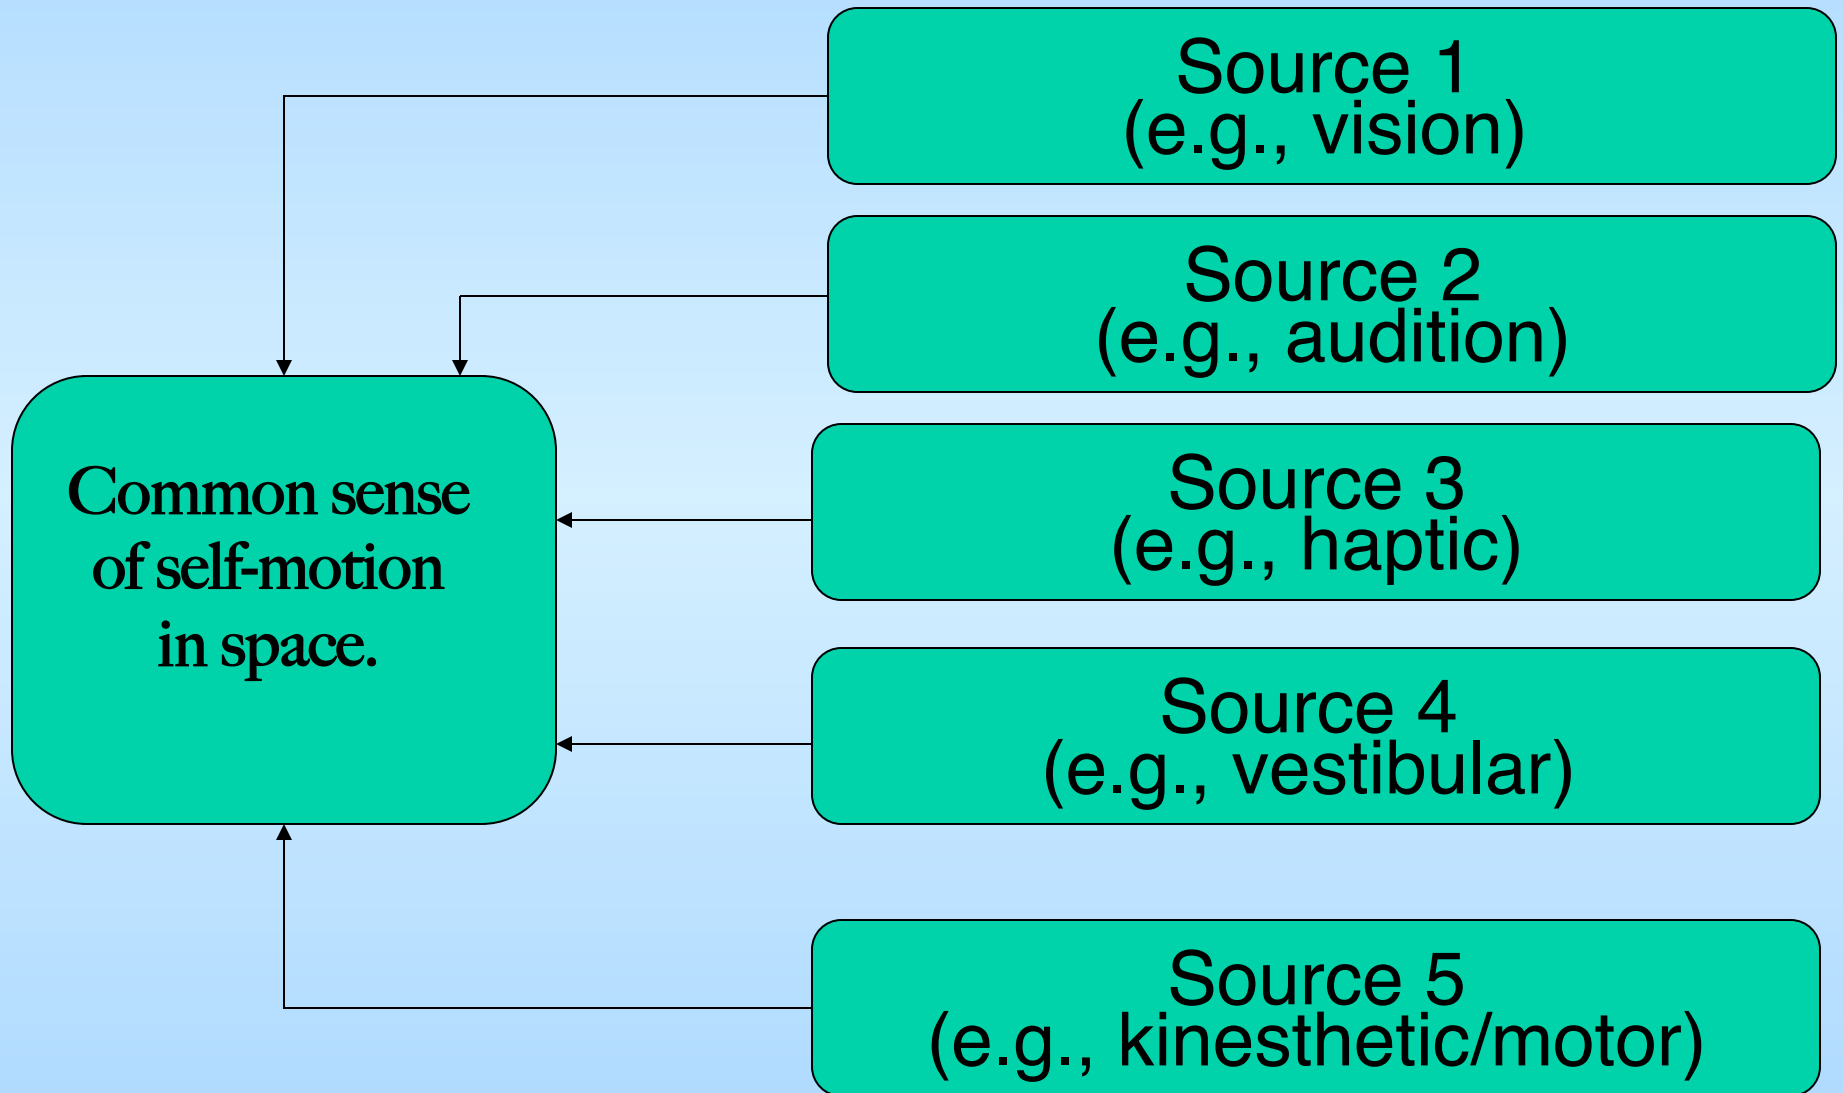 Source 1
(e.g., vision)
Source 2
(e.g., audition)
Common sense
of self-motion
in space.
Source 3
(e.g., haptic)
Source 4
(e.g., vestibular)
Source 5
(e.g., kinesthetic/motor)